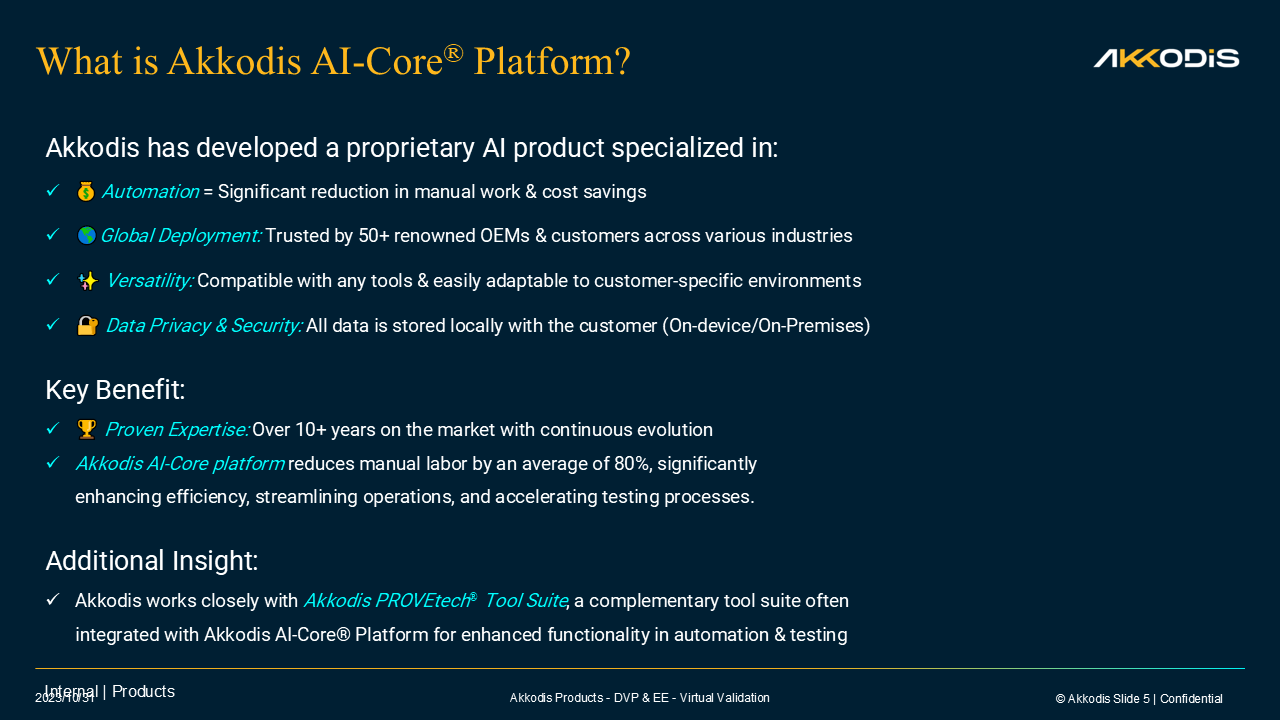 What is Akkodis AI-Core® Platform?
AKKODIS
Akkodis has developed a proprietary AI product specialized in:
✓ 💰 Automation = Significant reduction in manual work & cost savings
✓ 🌎 Global Deployment: Trusted by 50+ renowned OEMs & customers across various industries
✓ ✨ Versatility: Compatible with any tools & easily adaptable to customer-specific environments
✓ 🔐 Data Privacy & Security: All data is stored locally with the customer (On-device/On-Premises)
Key Benefit:
✓ 🏆 Proven Expertise: Over 10+ years on the market with continuous evolution
✓ Akkodis AI-Core platform reduces manual labor by an average of 80%, significantly
enhancing efficiency, streamlining operations, and accelerating testing processes.
Additional Insight:
✓ Akkodis works closely with Akkodis PROVEtech® Tool Suite, a complementary tool suite often
integrated with Akkodis AI-Core® Platform for enhanced functionality in automation & testing
Internal | Products
2025/10/31
Akkodis Products - DVP & EE - Virtual Validation
© Akkodis Slide 5 | Confidential